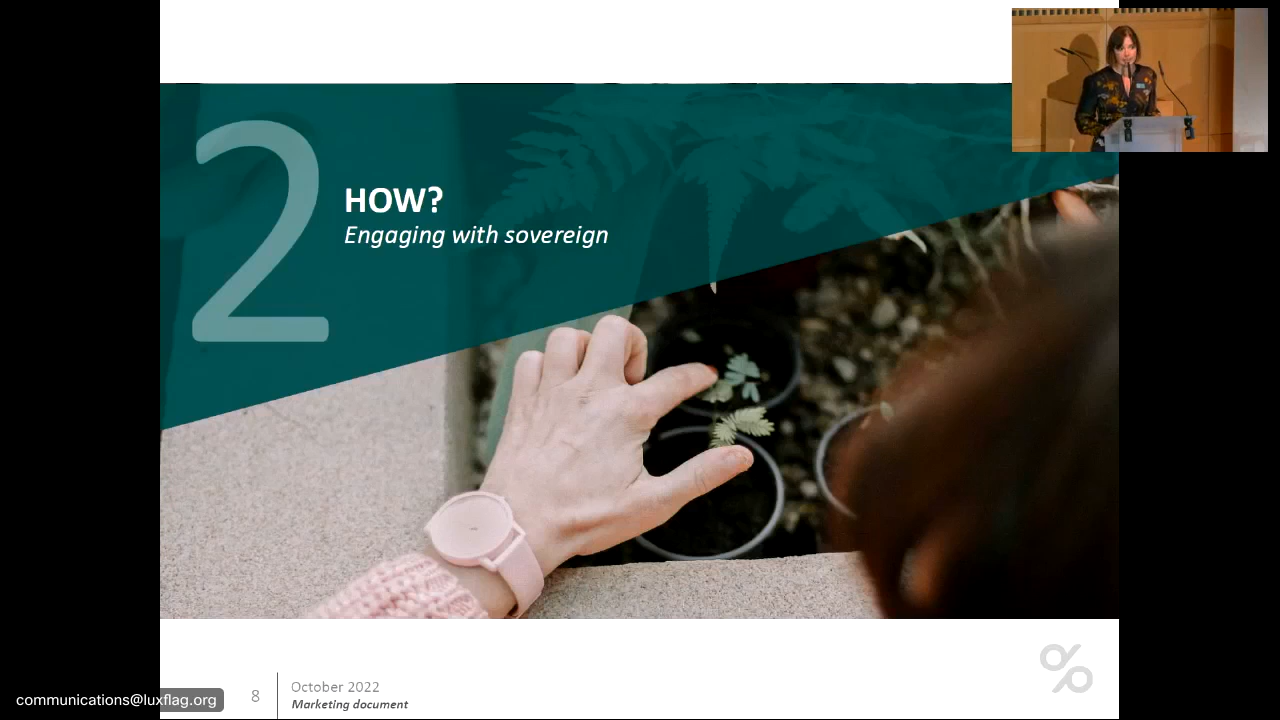 2
HOW?
Engaging with sovereign
communications@luxflag.org
8
October 2022
Marketing document